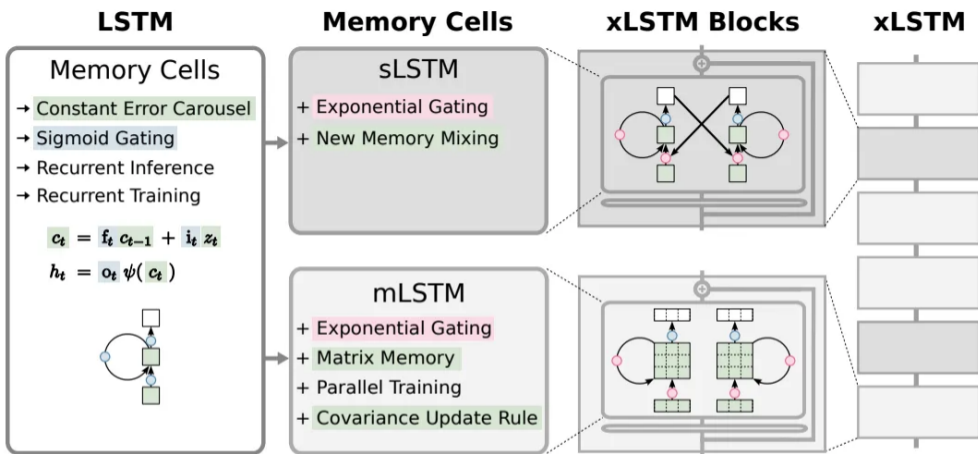 LSTM
Memory Cells
xLSTM Blocks
xLSTM
Memory Cells
→ Constant Error Carousel
→ Sigmoid Gating
→ Recurrent Inference
→ Recurrent Training
c_t = f_t c_{t-1} + i_t z_t
h_t = o_t ψ( c_t )
sLSTM
+ Exponential Gating
+ New Memory Mixing
mLSTM
+ Exponential Gating
+ Matrix Memory
+ Parallel Training
+ Covariance Update Rule